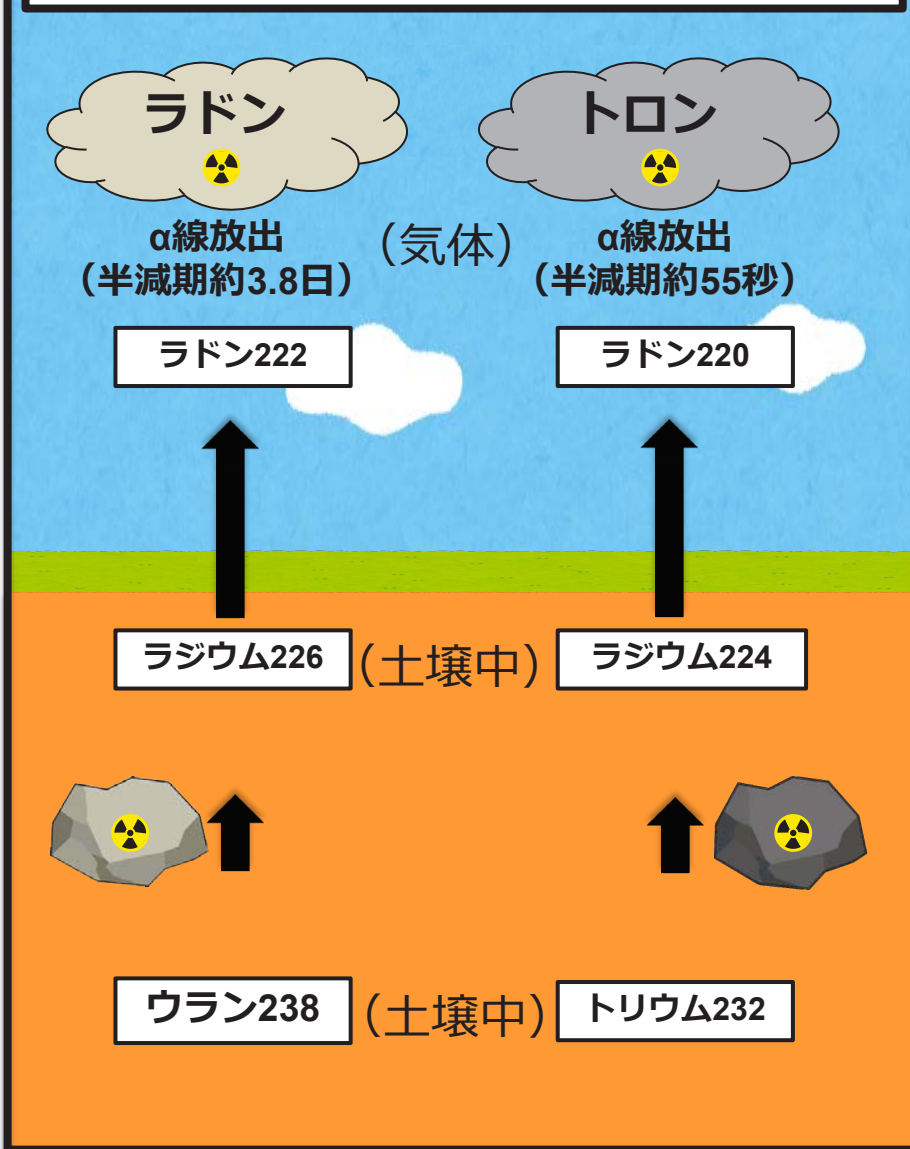 ラドン
トロン
α線放出
（半減期約3.8日）
（気体）
α線放出
（半減期約55秒）
ラドン222
ラドン220
ラジウム226
（土壌中）
ラジウム224
ウラン238
（土壌中）
トリウム232